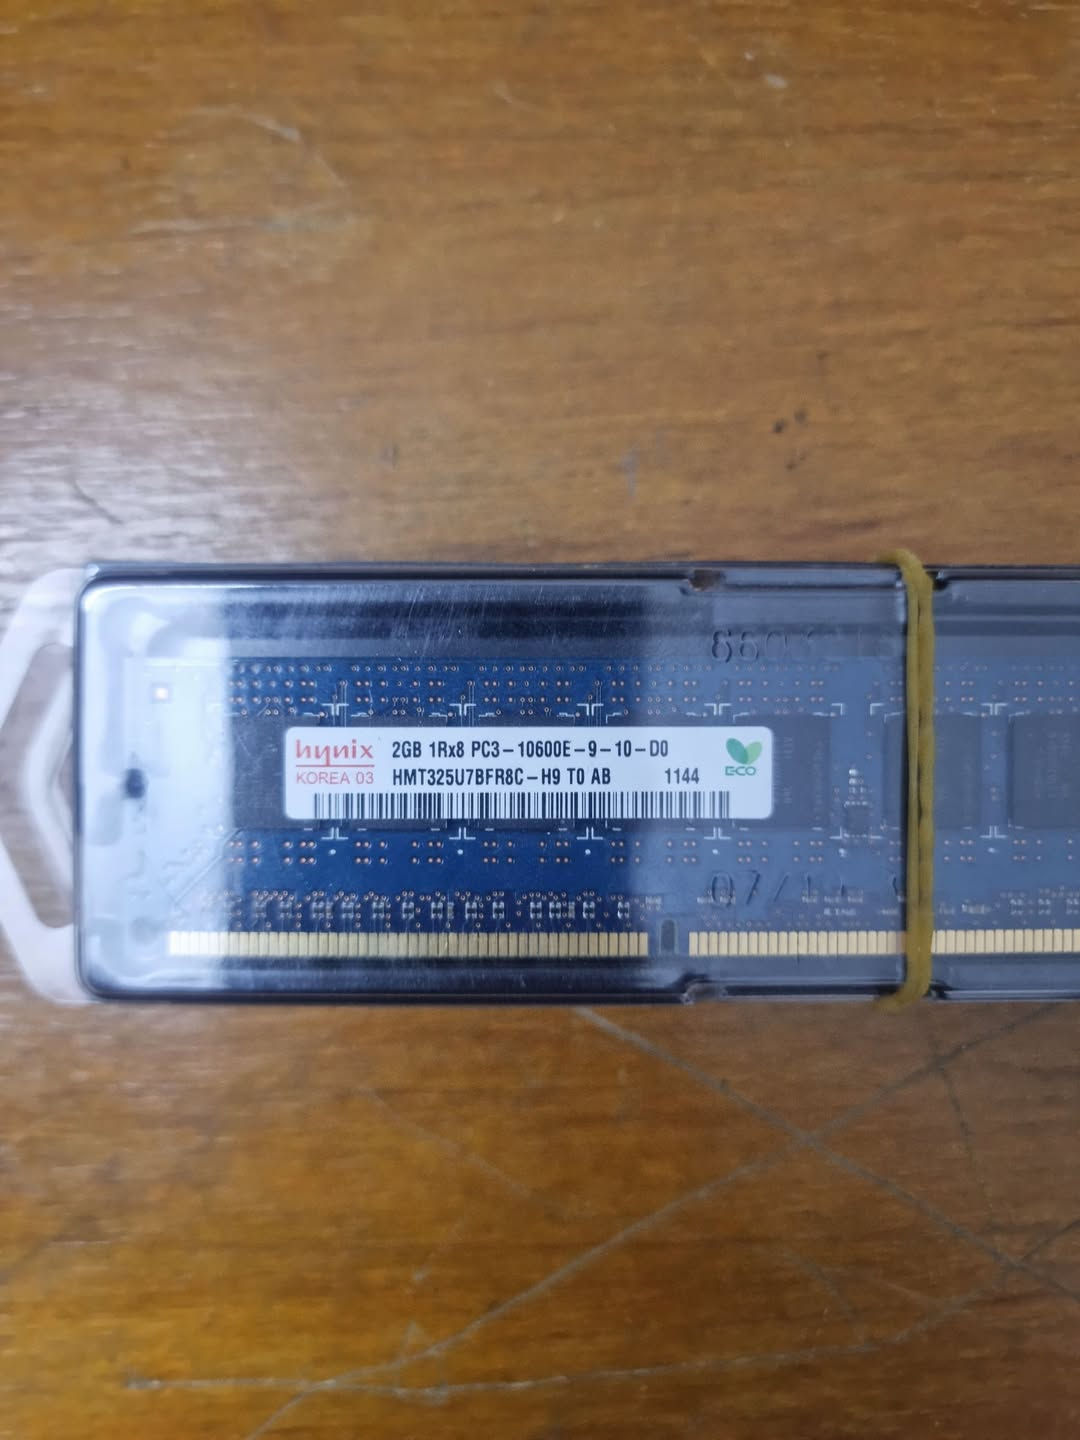 hynix
KOREA 03
2GB 1Rx8 PC3-10600E-9-10-D0
HMT325U7BFR8C-H9 T0 AB 1144
ECO